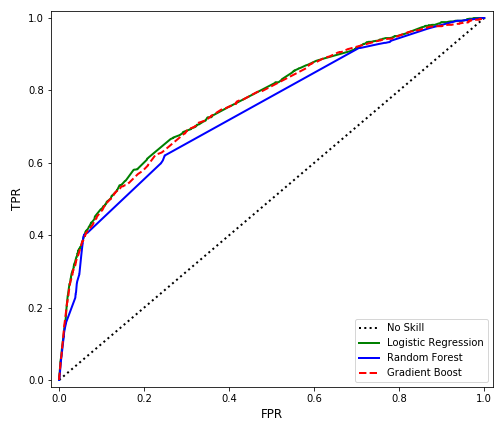 1.0
0.8
0.6
0.4
0.2
0.0
TPR
0.0 0.2 0.4 0.6 0.8 1.0
FPR
No Skill
Logistic Regression
Random Forest
Gradient Boost